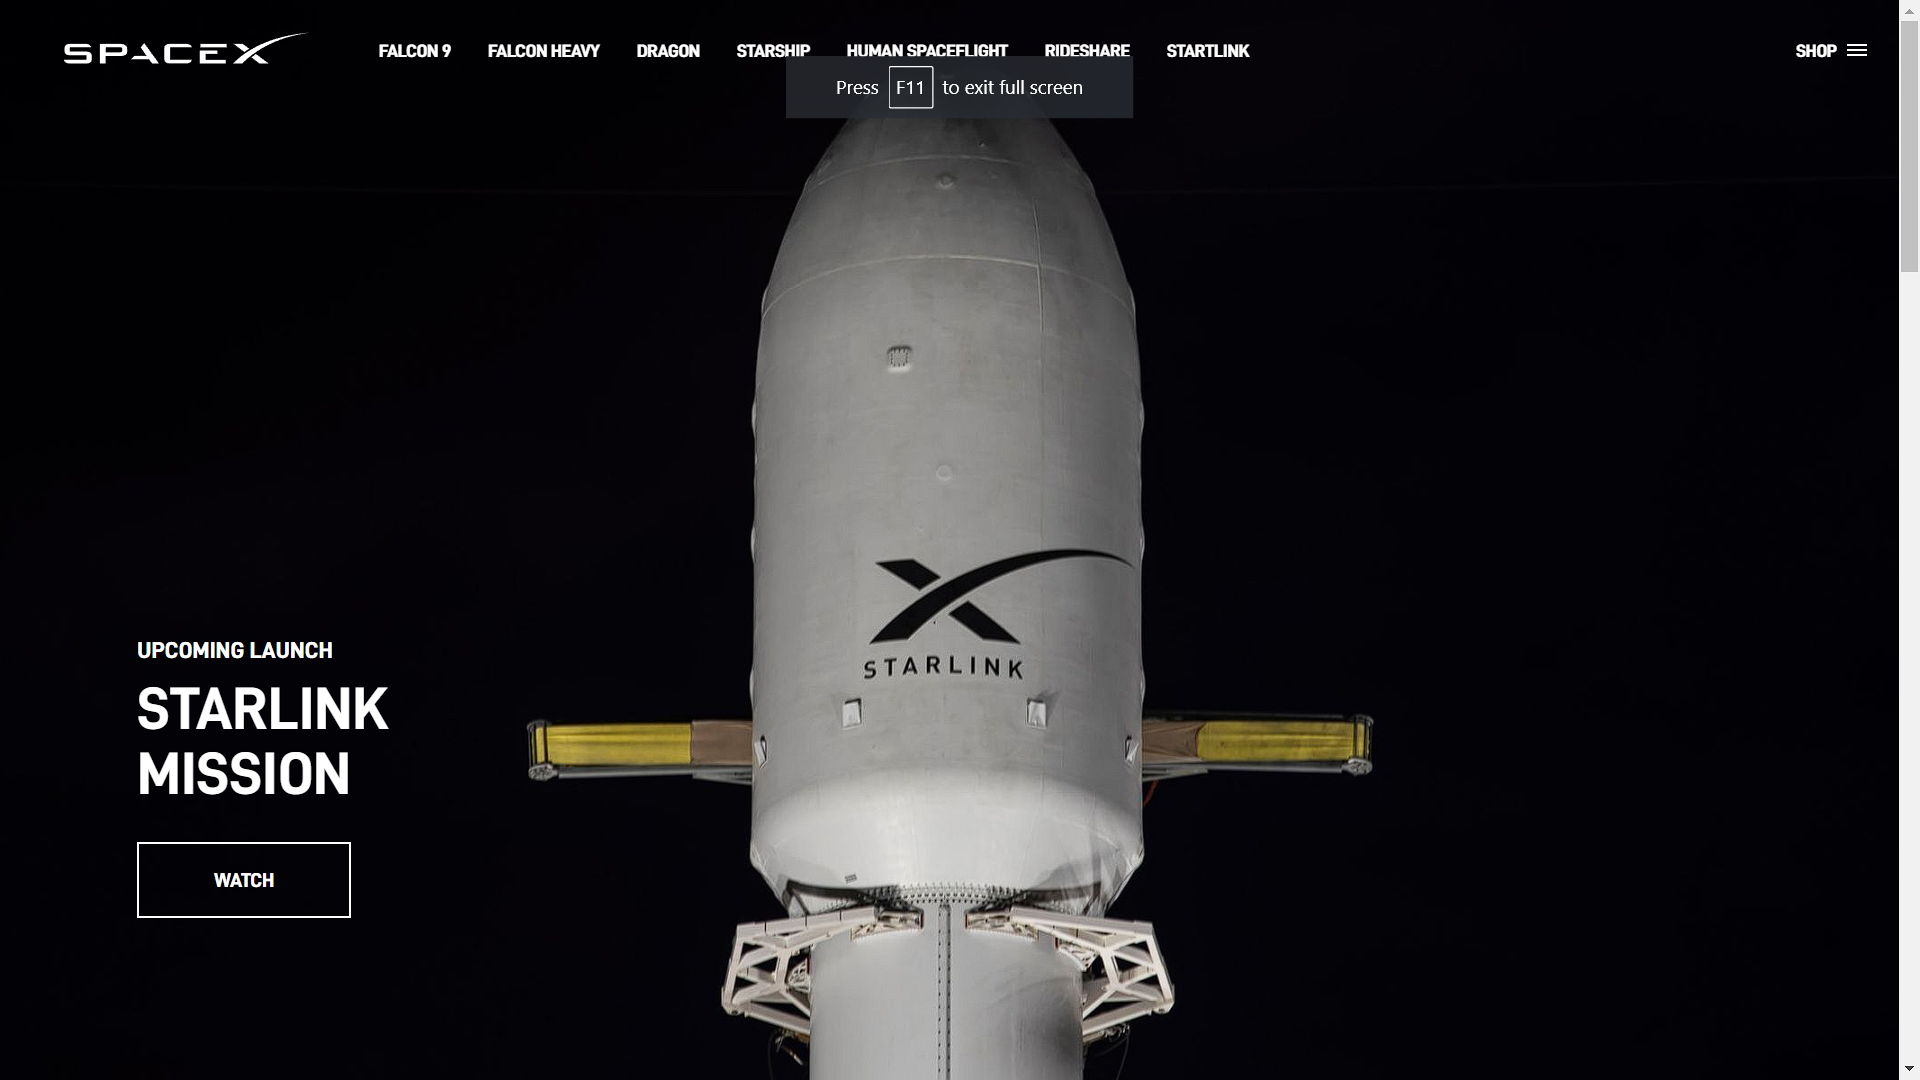 SPACEX
FALCON 9 FALCON HEAVY DRAGON STARSHIP HUMAN SPACEFLIGHT RIDESHARE STARTLINK SHOP
Press F11 to exit full screen
STARLINK
UPCOMING LAUNCH
STARLINK
MISSION
WATCH